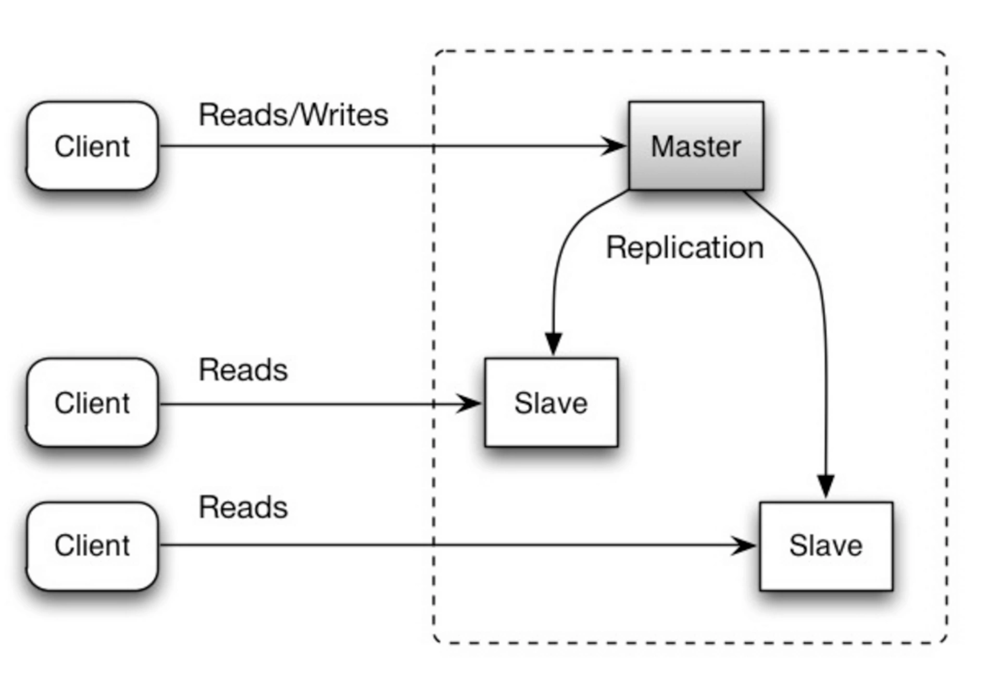 Reads/Writes
Client
Master
Replication
Reads
Client
Slave
Reads
Client
Slave